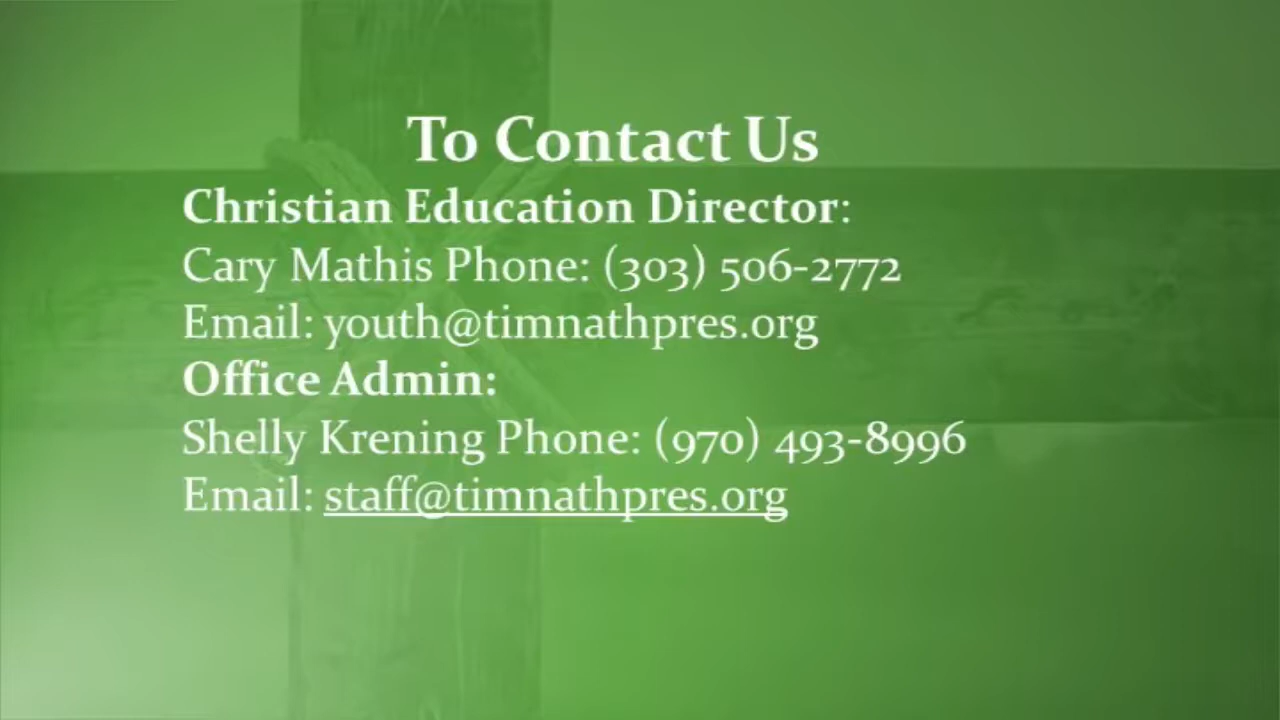 To Contact Us
Christian Education Director:
Cary Mathis Phone: (303) 506-2772
Email: youth@timnathpres.org
Office Admin:
Shelly Krening Phone: (970) 493-8996
Email: staff@timnathpres.org